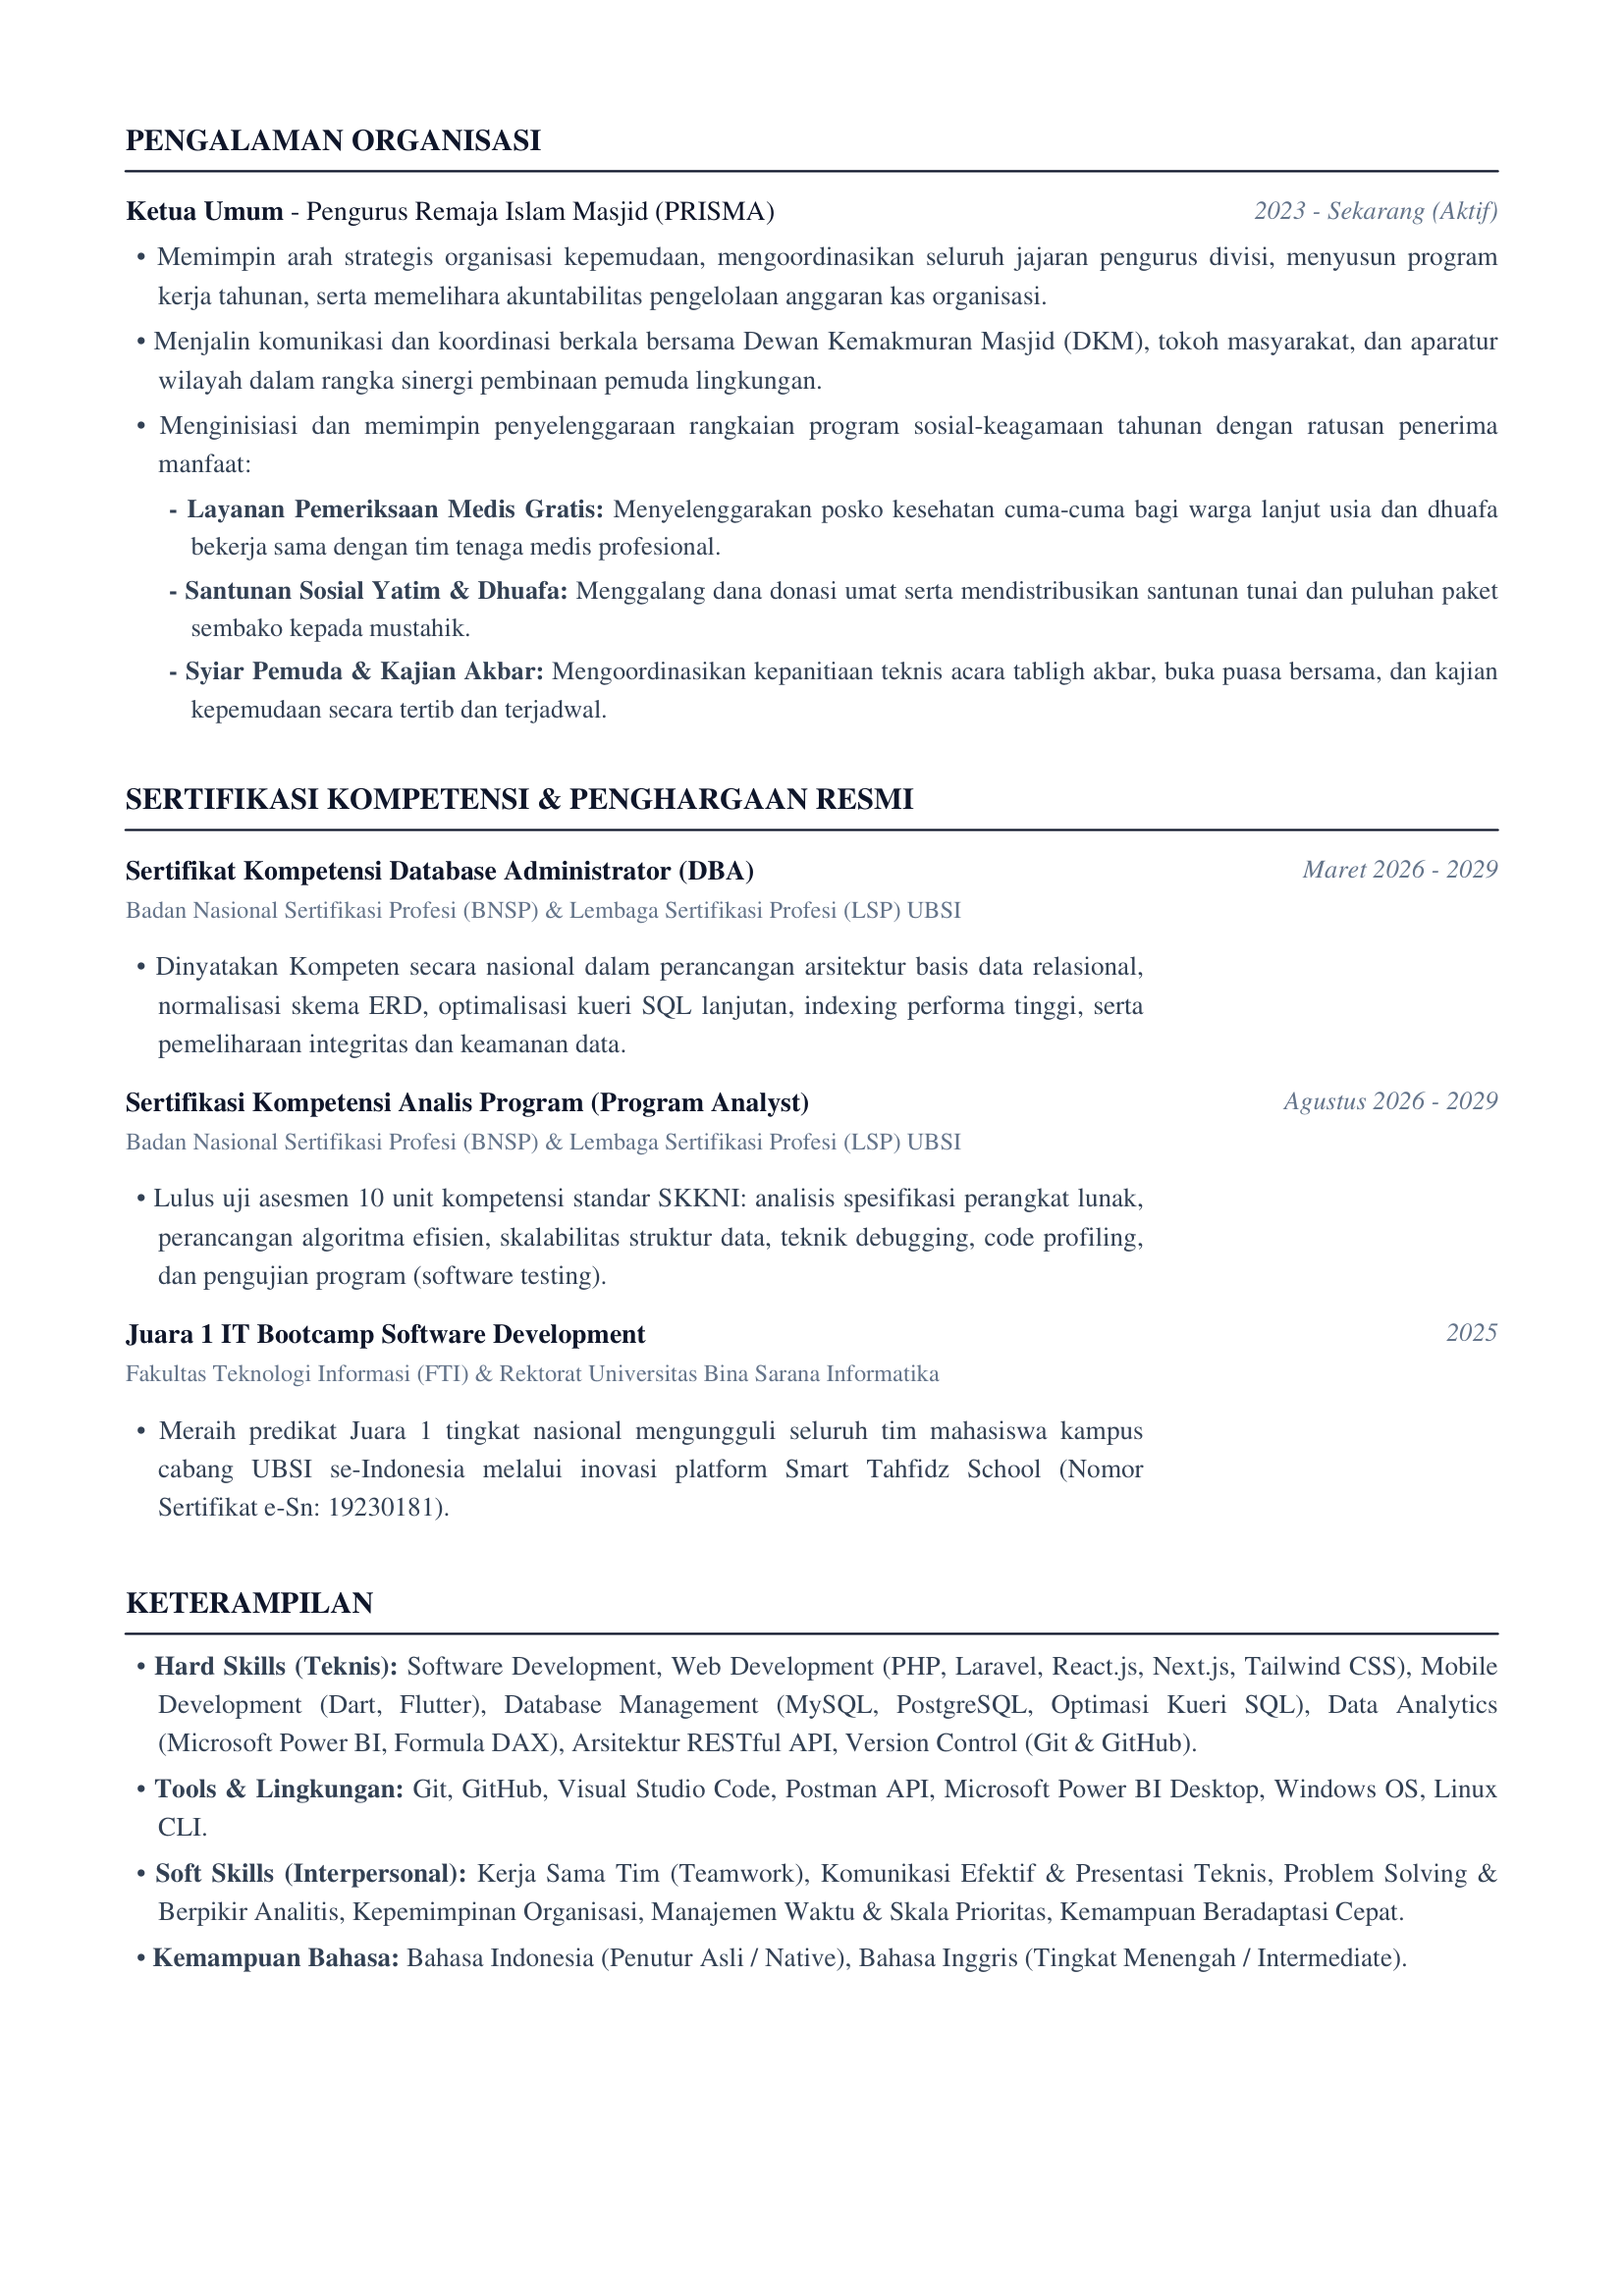 PENGALAMAN ORGANISASI
Ketua Umum - Pengurus Remaja Islam Masjid (PRISMA) 2023 - Sekarang (Aktif)
• Memimpin arah strategis organisasi kepemudaan, mengoordinasikan seluruh jajaran pengurus divisi, menyusun program
kerja tahunan, serta memelihara akuntabilitas pengelolaan anggaran kas organisasi.
• Menjalin komunikasi dan koordinasi berkala bersama Dewan Kemakmuran Masjid (DKM), tokoh masyarakat, dan aparatur
wilayah dalam rangka sinergi pembinaan pemuda lingkungan.
• Menginisiasi dan memimpin penyelenggaraan rangkaian program sosial-keagamaan tahunan dengan ratusan penerima
manfaat:
- Layanan Pemeriksaan Medis Gratis: Menyelenggarakan posko kesehatan cuma-cuma bagi warga lanjut usia dan dhuafa
bekerja sama dengan tim tenaga medis profesional.
- Santunan Sosial Yatim & Dhuafa: Menggalang dana donasi umat serta mendistribusikan santunan tunai dan puluhan paket
sembako kepada mustahik.
- Syiar Pemuda & Kajian Akbar: Mengoordinasikan kepanitiaan teknis acara tabligh akbar, buka puasa bersama, dan kajian
kepemudaan secara tertib dan terjadwal.
SERTIFIKASI KOMPETENSI & PENGHARGAAN RESMI
Sertifikat Kompetensi Database Administrator (DBA) Maret 2026 - 2029
Badan Nasional Sertifikasi Profesi (BNSP) & Lembaga Sertifikasi Profesi (LSP) UBSI
• Dinyatakan Kompeten secara nasional dalam perancangan arsitektur basis data relasional,
normalisasi skema ERD, optimalisasi kueri SQL lanjutan, indexing performa tinggi, serta
pemeliharaan integritas dan keamanan data.
Sertifikasi Kompetensi Analis Program (Program Analyst) Agustus 2026 - 2029
Badan Nasional Sertifikasi Profesi (BNSP) & Lembaga Sertifikasi Profesi (LSP) UBSI
• Lulus uji asesmen 10 unit kompetensi standar SKKNI: analisis spesifikasi perangkat lunak,
perancangan algoritma efisien, skalabilitas struktur data, teknik debugging, code profiling,
dan pengujian program (software testing).
Juara 1 IT Bootcamp Software Development 2025
Fakultas Teknologi Informasi (FTI) & Rektorat Universitas Bina Sarana Informatika
• Meraih predikat Juara 1 tingkat nasional mengungguli seluruh tim mahasiswa kampus
cabang UBSI se-Indonesia melalui inovasi platform Smart Tahfidz School (Nomor
Sertifikat e-Sn: 19230181).
KETERAMPILAN
• Hard Skills (Teknis): Software Development, Web Development (PHP, Laravel, React.js, Next.js, Tailwind CSS), Mobile
Development (Dart, Flutter), Database Management (MySQL, PostgreSQL, Optimasi Kueri SQL), Data Analytics
(Microsoft Power BI, Formula DAX), Arsitektur RESTful API, Version Control (Git & GitHub).
• Tools & Lingkungan: Git, GitHub, Visual Studio Code, Postman API, Microsoft Power BI Desktop, Windows OS, Linux
CLI.
• Soft Skills (Interpersonal): Kerja Sama Tim (Teamwork), Komunikasi Efektif & Presentasi Teknis, Problem Solving &
Berpikir Analitis, Kepemimpinan Organisasi, Manajemen Waktu & Skala Prioritas, Kemampuan Beradaptasi Cepat.
• Kemampuan Bahasa: Bahasa Indonesia (Penutur Asli / Native), Bahasa Inggris (Tingkat Menengah / Intermediate).